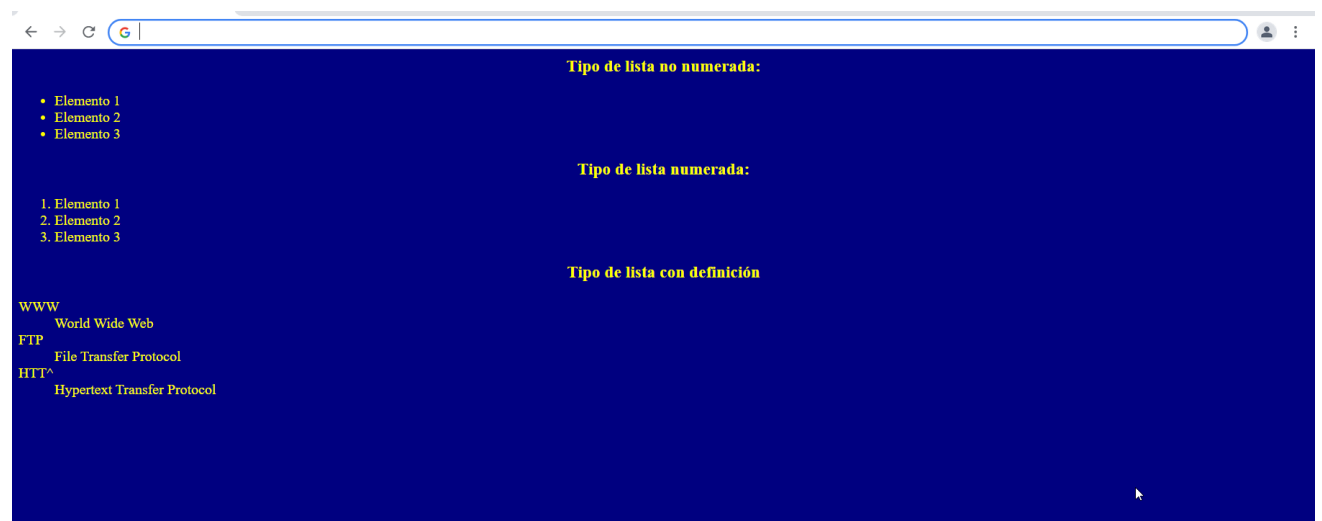 Tipo de lista no numerada:
• Elemento 1
• Elemento 2
• Elemento 3
Tipo de lista numerada:
1. Elemento 1
2. Elemento 2
3. Elemento 3
Tipo de lista con definición
WWW
World Wide Web
FTP
File Transfer Protocol
HTT^
Hypertext Transfer Protocol